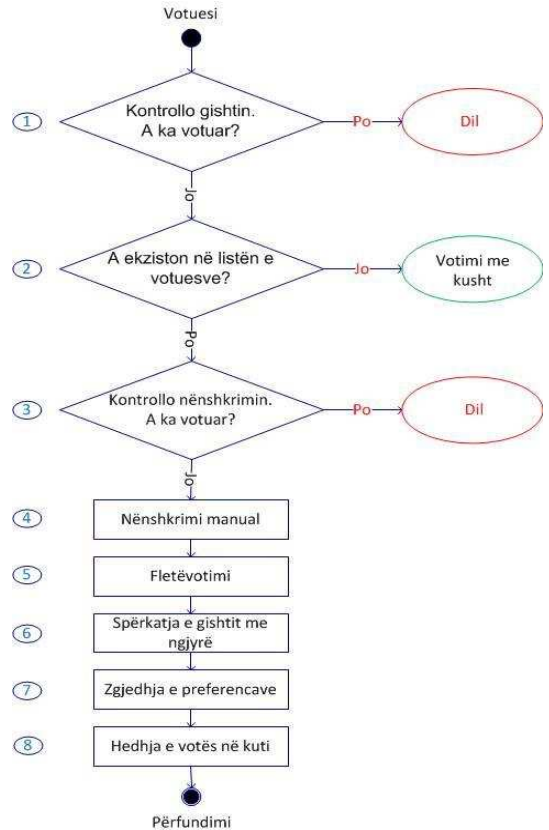 Votuesi
1
Kontrollo gishtin.
A ka votuar?
Po
Dil
Jo
2
A ekziston në listën e
votuesve?
Jo
Votimi me
kusht
Po
3
Kontrollo nënshkrimin.
A ka votuar?
Po
Dil
Jo
4
Nënshkrimi manual
5
Fletëvotimi
6
Spërkatja e gishtit me
ngjyrë
7
Zgjedhja e preferencave
8
Hedhja e votës në kuti
Përfundimi